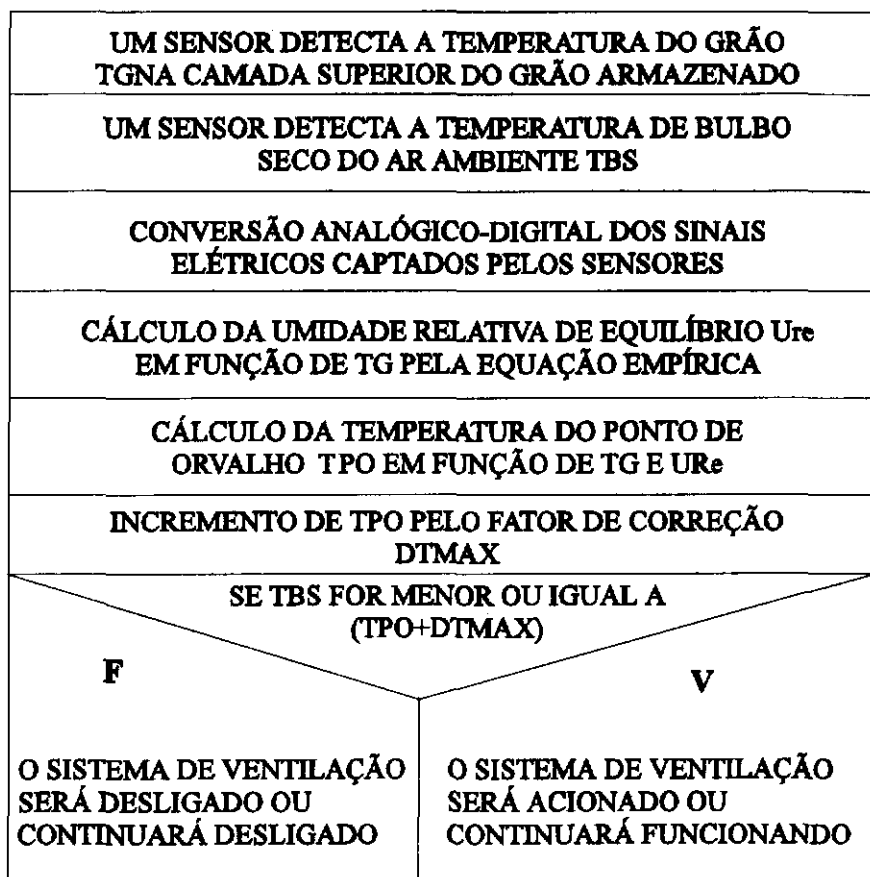 UM SENSOR DETECTA A TEMPERATURA DO GRÃO
TGNA CAMADA SUPERIOR DO GRÃO ARMAZENADO
UM SENSOR DETECTA A TEMPERATURA DE BULBO
SECO DO AR AMBIENTE TBS
CONVERSÃO ANALÓGICO-DIGITAL DOS SINAIS
ELÉTRICOS CAPTADOS PELOS SENSORES
CÁLCULO DA UMIDADE RELATIVA DE EQUILÍBRIO Ure
EM FUNÇÃO DE TG PELA EQUAÇÃO EMPÍRICA
CÁLCULO DA TEMPERATURA DO PONTO DE
ORVALHO TPO EM FUNÇÃO DE TG E URe
INCREMENTO DE TPO PELO FATOR DE CORREÇÃO
DTMAX
SE TBS FOR MENOR OU IGUAL A
(TPO+DTMAX)
F
V
O SISTEMA DE VENTILAÇÃO
SERÁ DESLIGADO OU
CONTINUARÁ DESLIGADO
O SISTEMA DE VENTILAÇÃO
SERÁ ACIONADO OU
CONTINUARÁ FUNCIONANDO